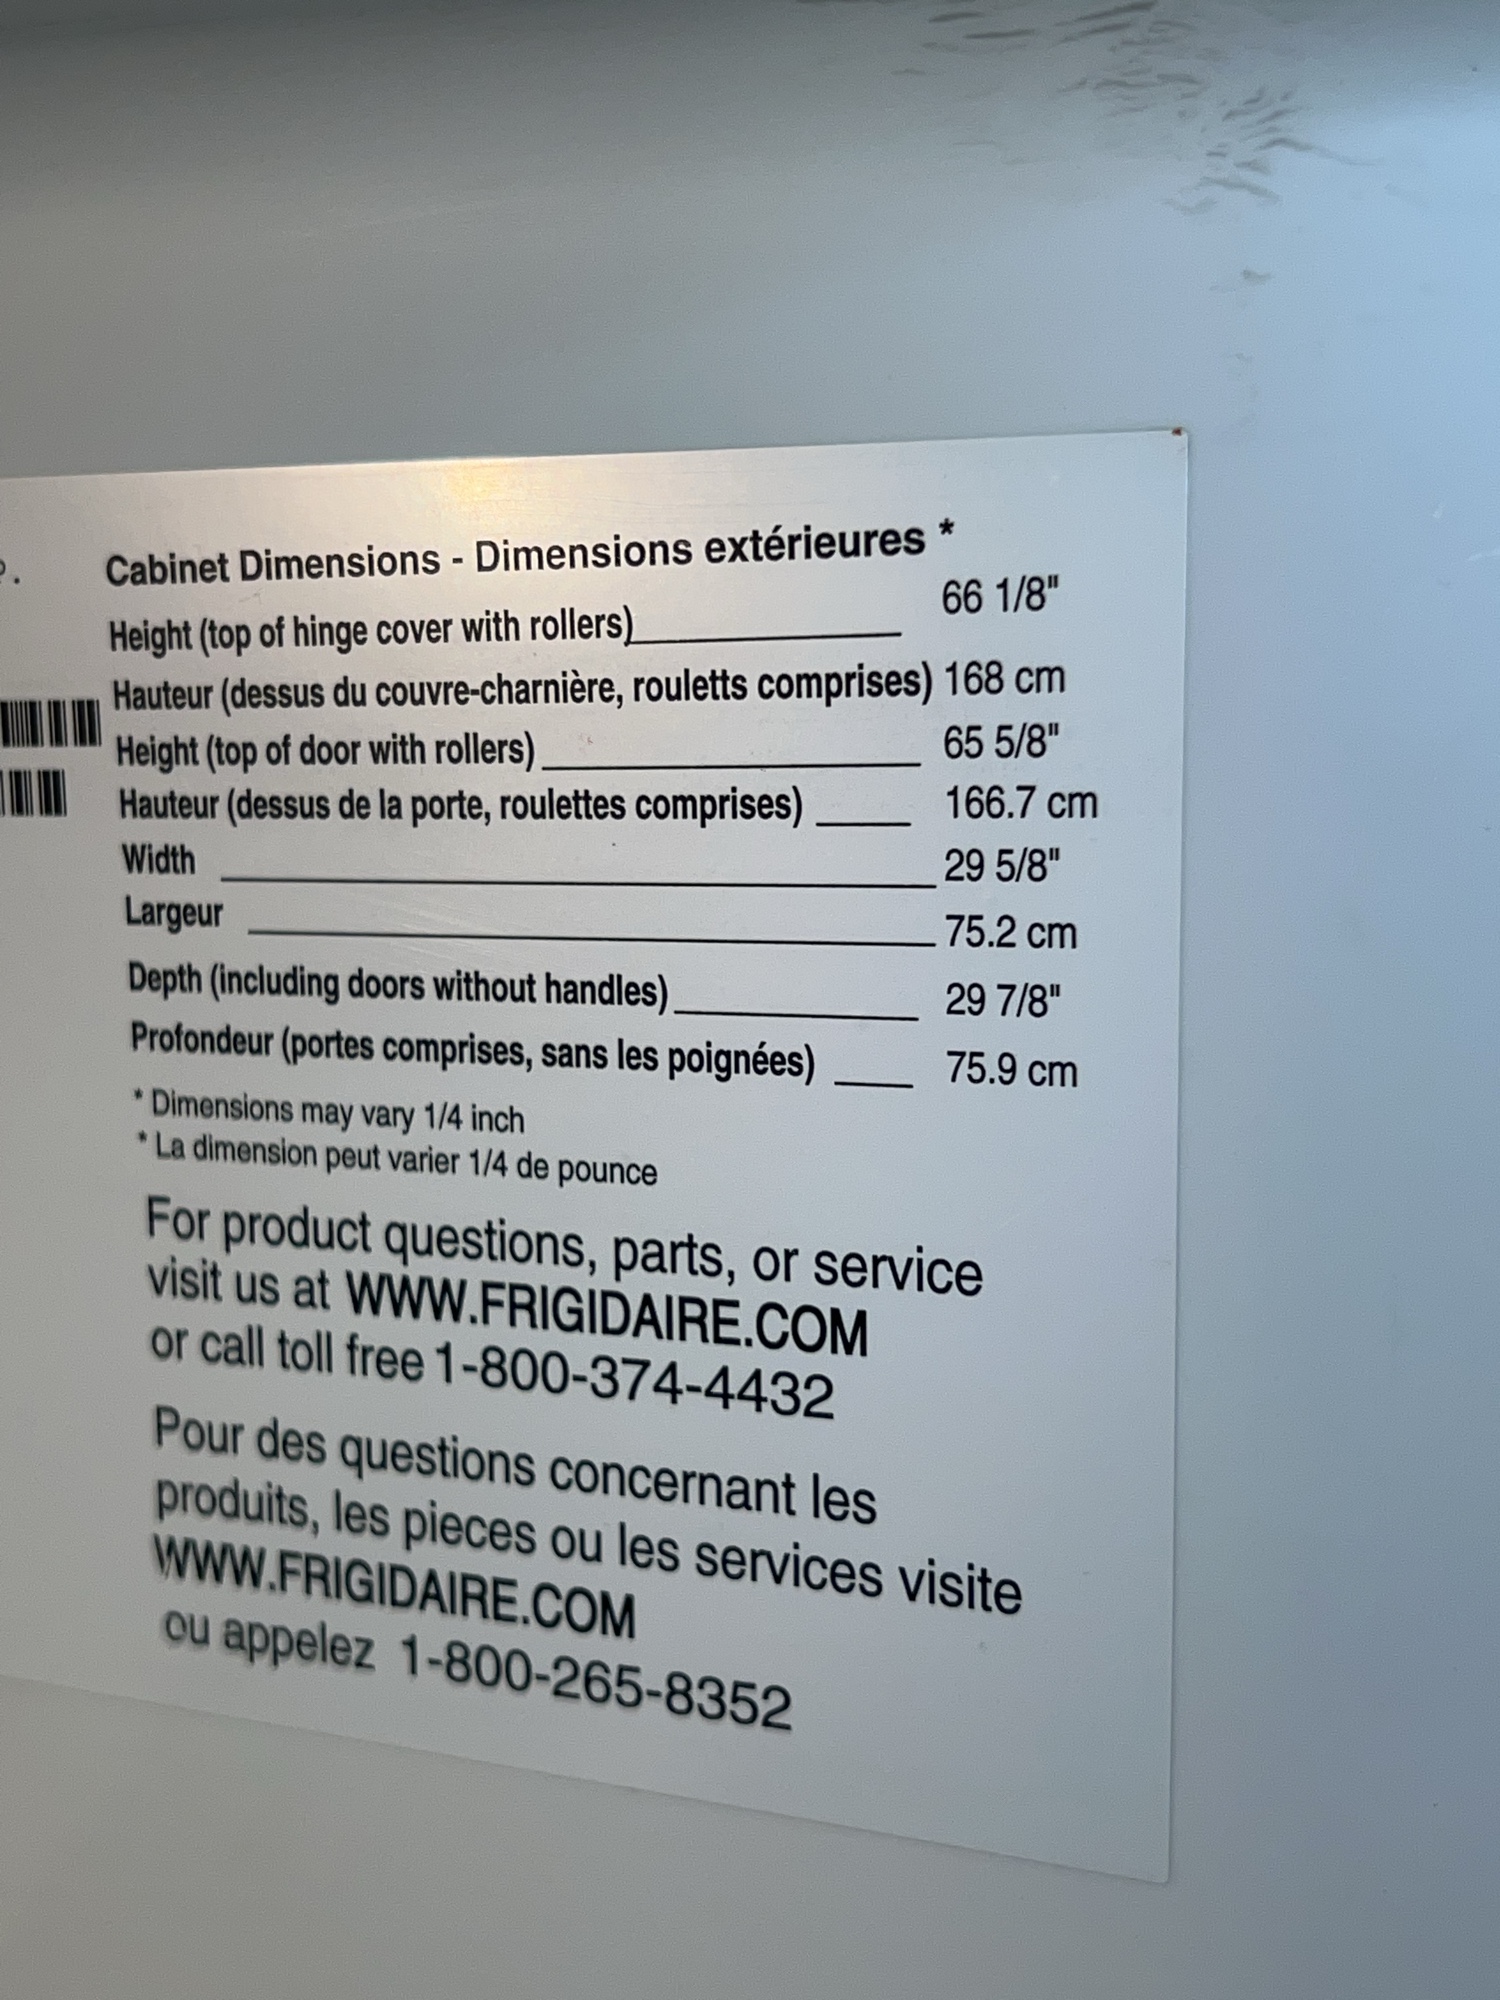 Cabinet Dimensions - Dimensions extérieures *
Height (top of hinge cover with rollers) 66 1/8"
Hauteur (dessus du couvre-charnière, rouletts comprises) 168 cm
Height (top of door with rollers) 65 5/8"
Hauteur (dessus de la porte, roulettes comprises) 166.7 cm
Width 29 5/8"
Largeur 75.2 cm
Depth (including doors without handles) 29 7/8"
Profondeur (portes comprises, sans les poignées) 75.9 cm
* Dimensions may vary 1/4 inch
* La dimension peut varier 1/4 de pounce
For product questions, parts, or service
visit us at WWW.FRIGIDAIRE.COM
or call toll free 1-800-374-4432
Pour des questions concernant les
produits, les pieces ou les services visite
WWW.FRIGIDAIRE.COM
ou appelez 1-800-265-8352